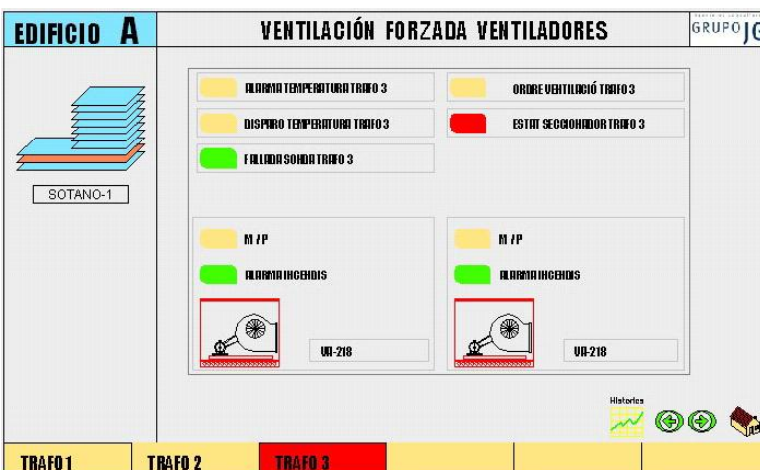 EDIFICIO A
VENTILACIÓN FORZADA VENTILADORES
GRUPO JG
ALARMA TEMPERATURA TRAFO 3
ORDRE VENTILACIÓ TRAFO 3
DISPARO TEMPERATURA TRAFO 3
ESTAT SECCIONADOR TRAFO 3
FALLADA SONDA TRAFO 3
SOTANO-1
M / P
M / P
ALARMA INCENDIS
ALARMA INCENDIS
VA-218
VA-218
Historics
TRAFO 1
TRAFO 2
TRAFO 3